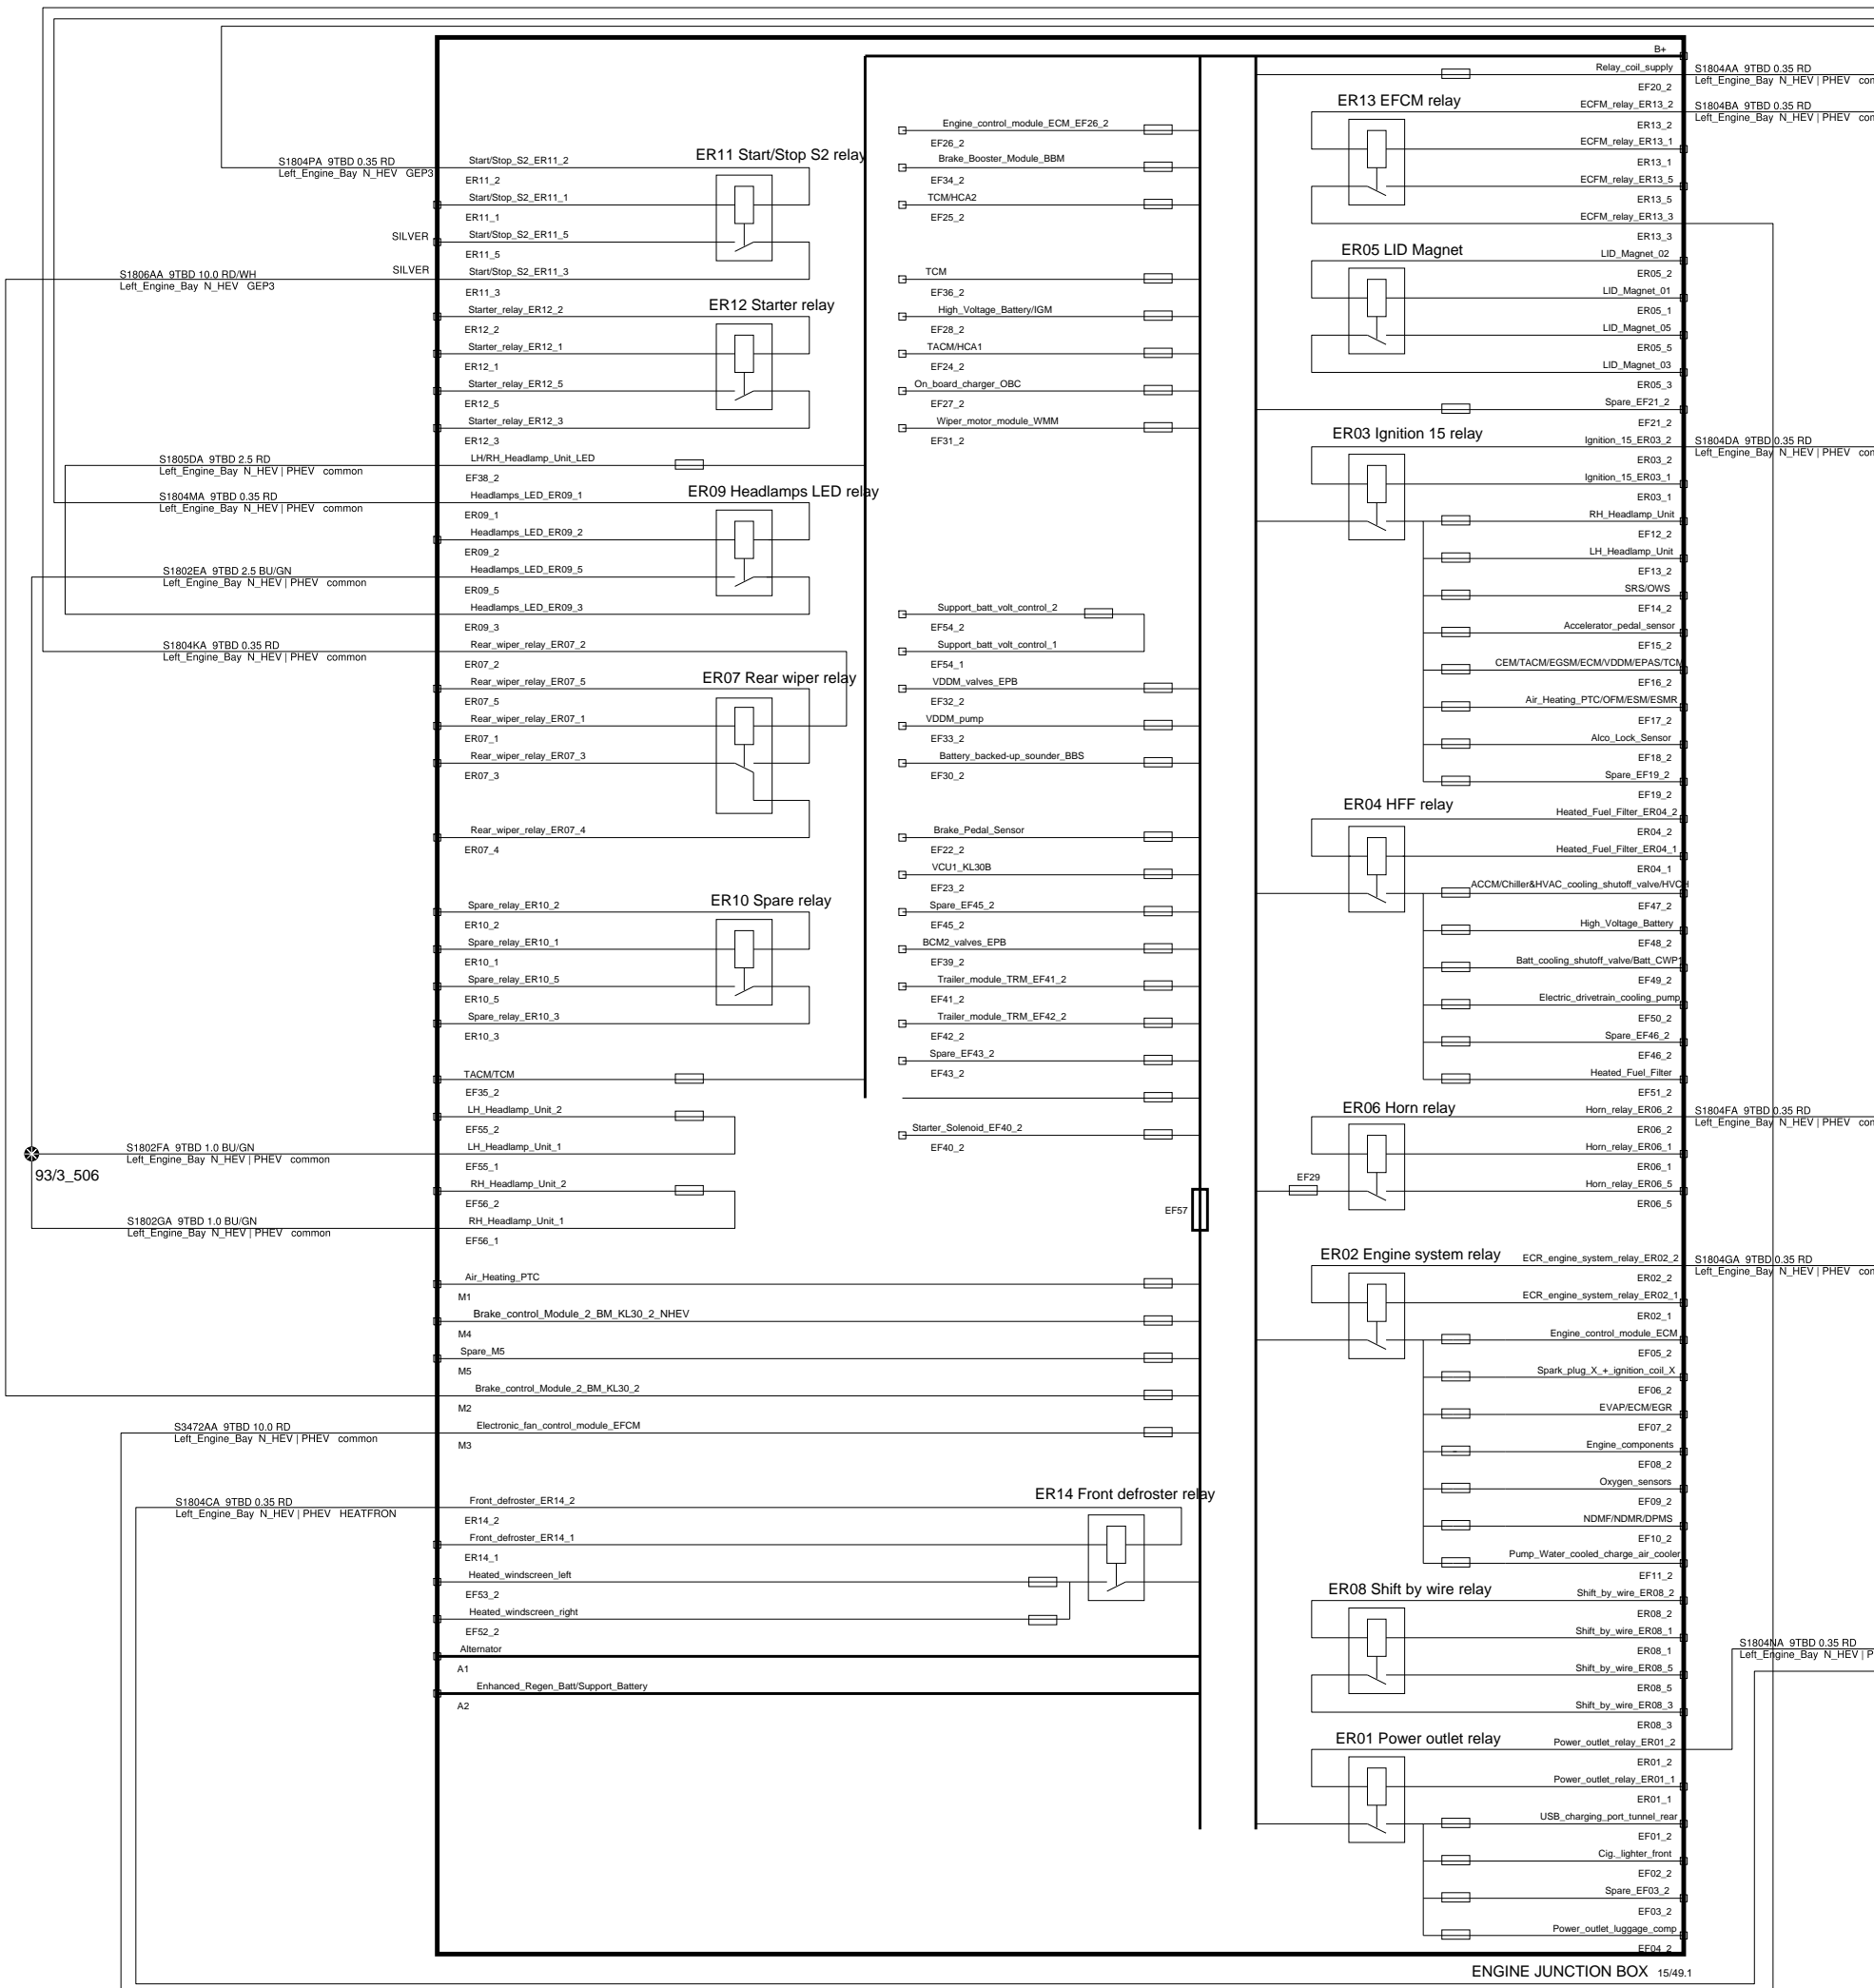 S1804PA 9TBD 0.35 RD
Left_Engine_Bay N_HEV GEP3
SILVER
SILVER
S1806AA 9TBD 10.0 RD/WH
Left_Engine_Bay N_HEV GEP3
S1805DA 9TBD 2.5 RD
Left_Engine_Bay N_HEV | PHEV common
S1804MA 9TBD 0.35 RD
Left_Engine_Bay N_HEV | PHEV common
S1802EA 9TBD 2.5 BU/GN
Left_Engine_Bay N_HEV | PHEV common
S1804KA 9TBD 0.35 RD
Left_Engine_Bay N_HEV | PHEV common
S1802FA 9TBD 1.0 BU/GN
Left_Engine_Bay N_HEV | PHEV common
93/3_506
S1802GA 9TBD 1.0 BU/GN
Left_Engine_Bay N_HEV | PHEV common
S3472AA 9TBD 10.0 RD
Left_Engine_Bay N_HEV | PHEV common
S1804CA 9TBD 0.35 RD
Left_Engine_Bay N_HEV | PHEV HEATFRON
ER11 Start/Stop S2 relay
Start/Stop_S2_ER11_2
ER11_2
Start/Stop_S2_ER11_1
ER11_1
Start/Stop_S2_ER11_5
ER11_5
Start/Stop_S2_ER11_3
ER11_3
ER12 Starter relay
Starter_relay_ER12_2
ER12_2
Starter_relay_ER12_1
ER12_1
Starter_relay_ER12_5
ER12_5
Starter_relay_ER12_3
ER12_3
LH/RH_Headlamp_Unit_LED
EF38_2
ER09 Headlamps LED relay
Headlamps_LED_ER09_1
ER09_1
Headlamps_LED_ER09_2
ER09_2
Headlamps_LED_ER09_5
ER09_5
Headlamps_LED_ER09_3
ER09_3
Rear_wiper_relay_ER07_2
ER07_2
ER07 Rear wiper relay
Rear_wiper_relay_ER07_5
ER07_5
Rear_wiper_relay_ER07_1
ER07_1
Rear_wiper_relay_ER07_3
ER07_3
Rear_wiper_relay_ER07_4
ER07_4
ER10 Spare relay
Spare_relay_ER10_2
ER10_2
Spare_relay_ER10_1
ER10_1
Spare_relay_ER10_5
ER10_5
Spare_relay_ER10_3
ER10_3
TACM/TCM
EF35_2
LH_Headlamp_Unit_2
EF55_2
LH_Headlamp_Unit_1
EF55_1
RH_Headlamp_Unit_2
EF56_2
RH_Headlamp_Unit_1
EF56_1
Air_Heating_PTC
M1
Brake_control_Module_2_BM_KL30_2_NHEV
M4
Spare_M5
M5
Brake_control_Module_2_BM_KL30_2
M2
Electronic_fan_control_module_EFCM
M3
ER14 Front defroster relay
Front_defroster_ER14_2
ER14_2
Front_defroster_ER14_1
ER14_1
Heated_windscreen_left
EF53_2
Heated_windscreen_right
EF52_2
Alternator
A1
Enhanced_Regen_Batt/Support_Battery
A2
Engine_control_module_ECM_EF26_2
EF26_2
Brake_Booster_Module_BBM
EF34_2
TCM/HCA2
EF25_2
TCM
EF36_2
High_Voltage_Battery/IGM
EF28_2
TACM/HCA1
EF24_2
On_board_charger_OBC
EF27_2
Wiper_motor_module_WMM
EF31_2
Support_batt_volt_control_2
EF54_2
Support_batt_volt_control_1
EF54_1
VDDM_valves_EPB
EF32_2
VDDM_pump
EF33_2
Battery_backed-up_sounder_BBS
EF30_2
Brake_Pedal_Sensor
EF22_2
VCU1_KL30B
EF23_2
Spare_EF45_2
EF45_2
BCM2_valves_EPB
EF39_2
Trailer_module_TRM_EF41_2
EF41_2
Trailer_module_TRM_EF42_2
EF42_2
Spare_EF43_2
EF43_2
Starter_Solenoid_EF40_2
EF40_2
EF57
B+
Relay_coil_supply
EF20_2
ER13 EFCM relay
ECFM_relay_ER13_2
ER13_2
ECFM_relay_ER13_1
ER13_1
ECFM_relay_ER13_5
ER13_5
ECFM_relay_ER13_3
ER13_3
ER05 LID Magnet
LID_Magnet_02
ER05_2
LID_Magnet_01
ER05_1
LID_Magnet_05
ER05_5
LID_Magnet_03
ER05_3
Spare_EF21_2
EF21_2
ER03 Ignition 15 relay
Ignition_15_ER03_2
ER03_2
Ignition_15_ER03_1
ER03_1
RH_Headlamp_Unit
EF12_2
LH_Headlamp_Unit
EF13_2
SRS/OWS
EF14_2
Accelerator_pedal_sensor
EF15_2
CEM/TACM/EGSM/ECM/VDDM/EPAS/TCM
EF16_2
Air_Heating_PTC/OFM/ESM/ESMR
EF17_2
Alco_Lock_Sensor
EF18_2
Spare_EF19_2
EF19_2
ER04 HFF relay
Heated_Fuel_Filter_ER04_2
ER04_2
Heated_Fuel_Filter_ER04_1
ER04_1
ACCM/Chiller&HVAC_cooling_shutoff_valve/HVCH
EF47_2
High_Voltage_Battery
EF48_2
Batt_cooling_shutoff_valve/Batt_CWP1
EF49_2
Electric_drivetrain_cooling_pump
EF50_2
Spare_EF46_2
EF46_2
Heated_Fuel_Filter
EF51_2
ER06 Horn relay
Horn_relay_ER06_2
ER06_2
Horn_relay_ER06_1
ER06_1
EF29
Horn_relay_ER06_5
ER06_5
ER02 Engine system relay
ECR_engine_system_relay_ER02_2
ER02_2
ECR_engine_system_relay_ER02_1
ER02_1
Engine_control_module_ECM
EF05_2
Spark_plug_X_+_ignition_coil_X
EF06_2
EVAP/ECM/EGR
EF07_2
Engine_components
EF08_2
Oxygen_sensors
EF09_2
NDMF/NDMR/DPMS
EF10_2
Pump_Water_cooled_charge_air_cooler
EF11_2
ER08 Shift by wire relay
Shift_by_wire_ER08_2
ER08_2
Shift_by_wire_ER08_1
ER08_1
Shift_by_wire_ER08_5
ER08_5
Shift_by_wire_ER08_3
ER08_3
ER01 Power outlet relay
Power_outlet_relay_ER01_2
ER01_2
Power_outlet_relay_ER01_1
ER01_1
USB_charging_port_tunnel_rear
EF01_2
Cig._lighter_front
EF02_2
Spare_EF03_2
EF03_2
Power_outlet_luggage_comp
EF04_2
S1804AA 9TBD 0.35 RD
Left_Engine_Bay N_HEV | PHEV com
S1804BA 9TBD 0.35 RD
Left_Engine_Bay N_HEV | PHEV com
S1804DA 9TBD 0.35 RD
Left_Engine_Bay N_HEV | PHEV com
S1804FA 9TBD 0.35 RD
Left_Engine_Bay N_HEV | PHEV com
S1804GA 9TBD 0.35 RD
Left_Engine_Bay N_HEV | PHEV com
S1804NA 9TBD 0.35 RD
Left_Engine_Bay N_HEV | P
ENGINE JUNCTION BOX 15/49.1